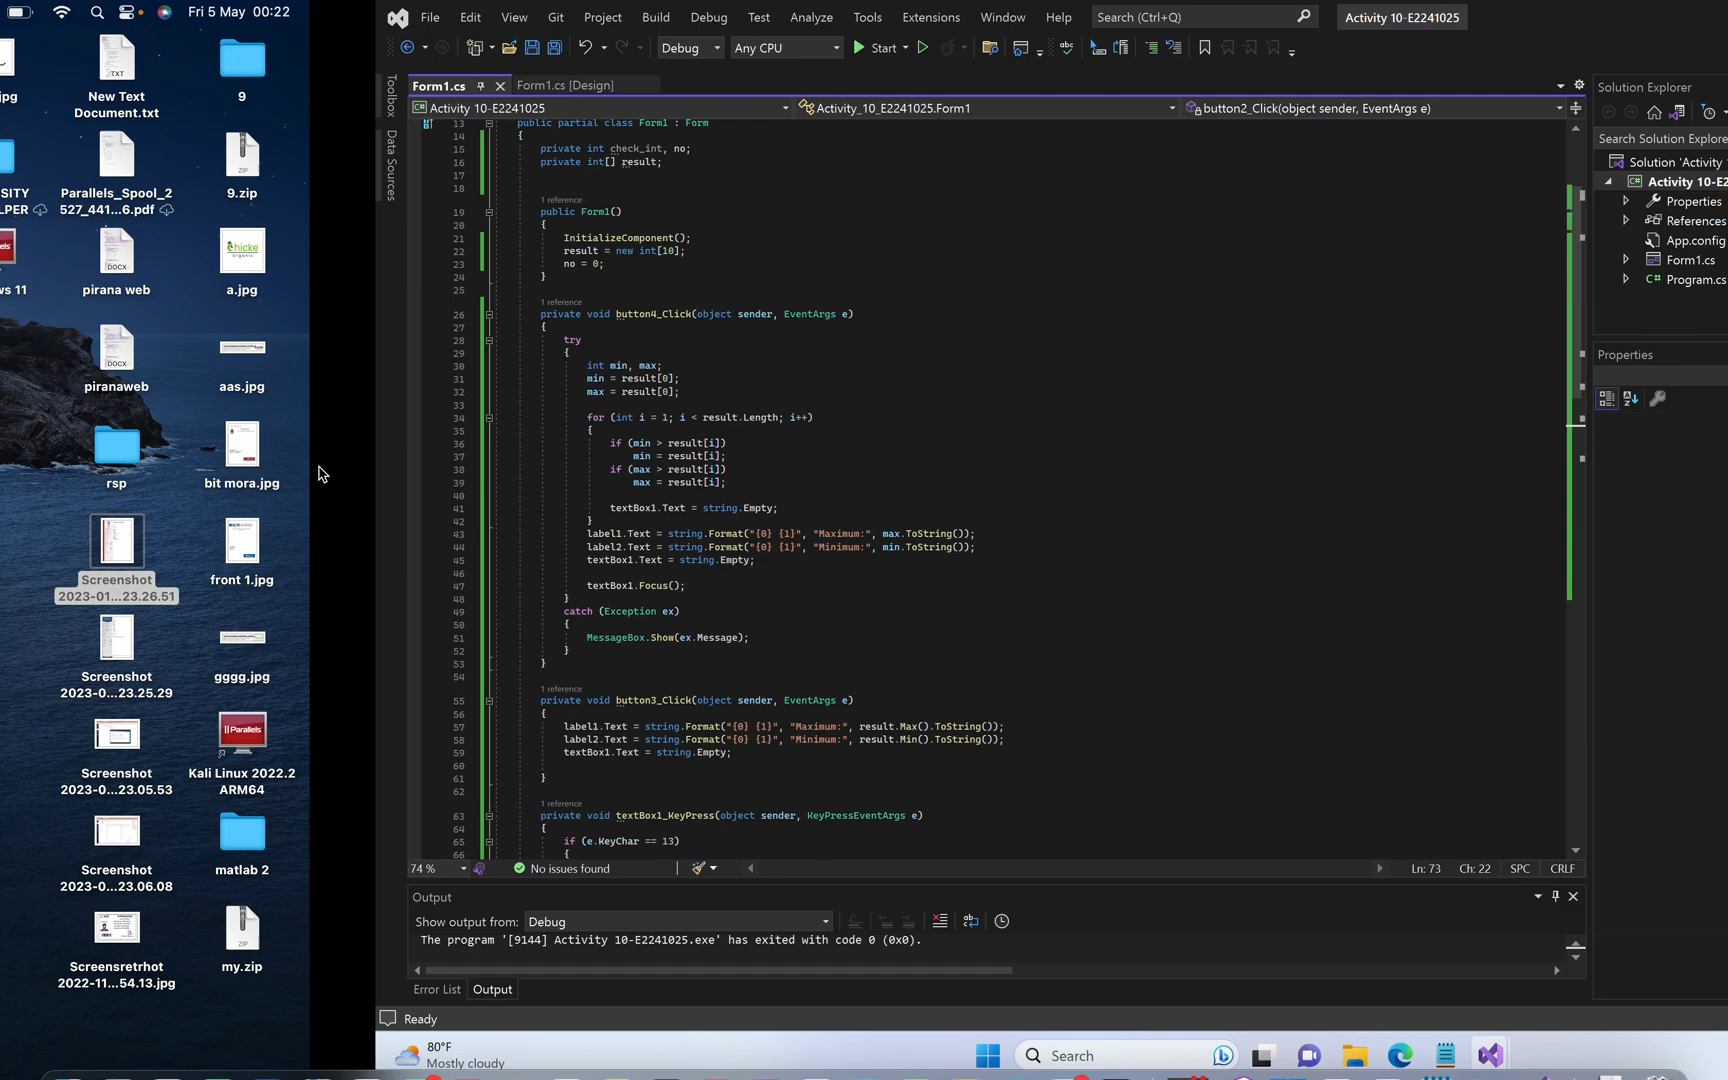 Fri 5 May 00:22
jpg
New Text
Document.txt
9
SITY
LPER
Parallels_Spool_2
527_441...6.pdf
9.zip
ws 11
pirana web
a.jpg
piranaweb
aas.jpg
rsp
bit mora.jpg
Screenshot
2023-01...23.26.51
front 1.jpg
Screenshot
2023-0...23.25.29
gggg.jpg
Parallels
Screenshot
2023-0...23.05.53
Kali Linux 2022.2
ARM64
Screenshot
2023-0...23.06.08
matlab 2
Screensretrhot
2022-11...54.13.jpg
my.zip
File Edit View Git Project Build Debug Test Analyze Tools Extensions Window Help Search (Ctrl+Q) Activity 10-E2241025
Debug Any CPU Start
Toolbox
Data Sources
Form1.cs Form1.cs [Design]
Activity 10-E2241025 Activity_10_E2241025.Form1 button2_Click(object sender, EventArgs e)
13 public partial class Form1 : Form
14 {
15 private int check_int, no;
16 private int[] result;
17
18
1 reference
19 public Form1()
20 {
21 InitializeComponent();
22 result = new int[10];
23 no = 0;
24 }
25
1 reference
26 private void button4_Click(object sender, EventArgs e)
27 {
28 try
29 {
30 int min, max;
31 min = result[0];
32 max = result[0];
33
34 for (int i = 1; i < result.Length; i++)
35 {
36 if (min > result[i])
37 min = result[i];
38 if (max > result[i])
39 max = result[i];
40
41 textBox1.Text = string.Empty;
42 }
43 label1.Text = string.Format("{0} {1}", "Maximum:", max.ToString());
44 label2.Text = string.Format("{0} {1}", "Minimum:", min.ToString());
45 textBox1.Text = string.Empty;
46
47 textBox1.Focus();
48 }
49 catch (Exception ex)
50 {
51 MessageBox.Show(ex.Message);
52 }
53 }
54
1 reference
55 private void button3_Click(object sender, EventArgs e)
56 {
57 label1.Text = string.Format("{0} {1}", "Maximum:", result.Max().ToString());
58 label2.Text = string.Format("{0} {1}", "Minimum:", result.Min().ToString());
59 textBox1.Text = string.Empty;
60
61 }
62
1 reference
63 private void textBox1_KeyPress(object sender, KeyPressEventArgs e)
64 {
65 if (e.KeyChar == 13)
66 {
74 % No issues found Ln: 73 Ch: 22 SPC CRLF
Output
Show output from: Debug
The program '[9144] Activity 10-E2241025.exe' has exited with code 0 (0x0).
Error List Output
Ready
Solution Explorer
Search Solution Explore
Solution 'Activity
Activity 10-E2
Properties
References
App.config
Form1.cs
Program.cs
Properties
80°F
Mostly cloudy
Search